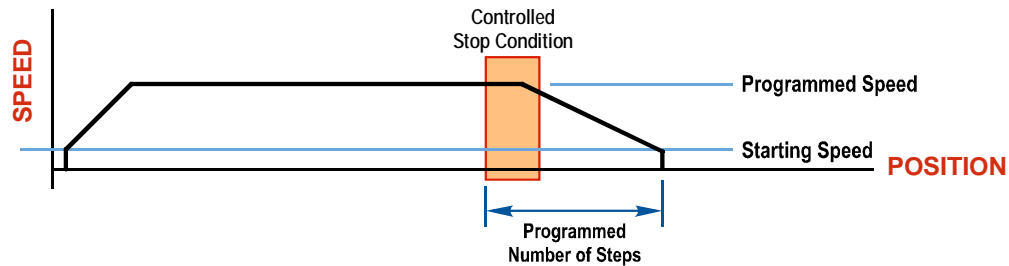 Controlled
Stop Condition
SPEED
Programmed Speed
Starting Speed
POSITION
Programmed
Number of Steps